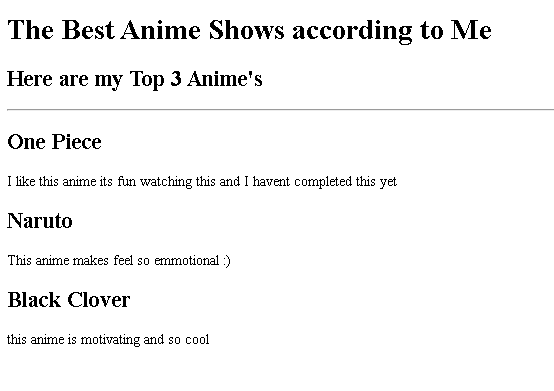 The Best Anime Shows according to Me
Here are my Top 3 Anime's
One Piece
I like this anime its fun watching this and I havent completed this yet
Naruto
This anime makes feel so emmotional :)
Black Clover
this anime is motivating and so cool